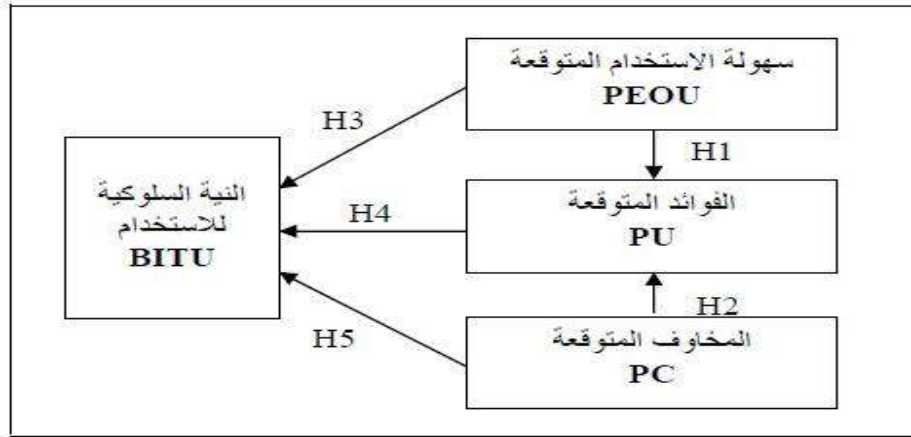 سهولة الاستخدام المتوقعة
PEOU
H3
H1
النية السلوكية
للاستخدام
BITU
H4
الفوائد المتوقعة
PU
H2
H5
المخاوف المتوقعة
PC